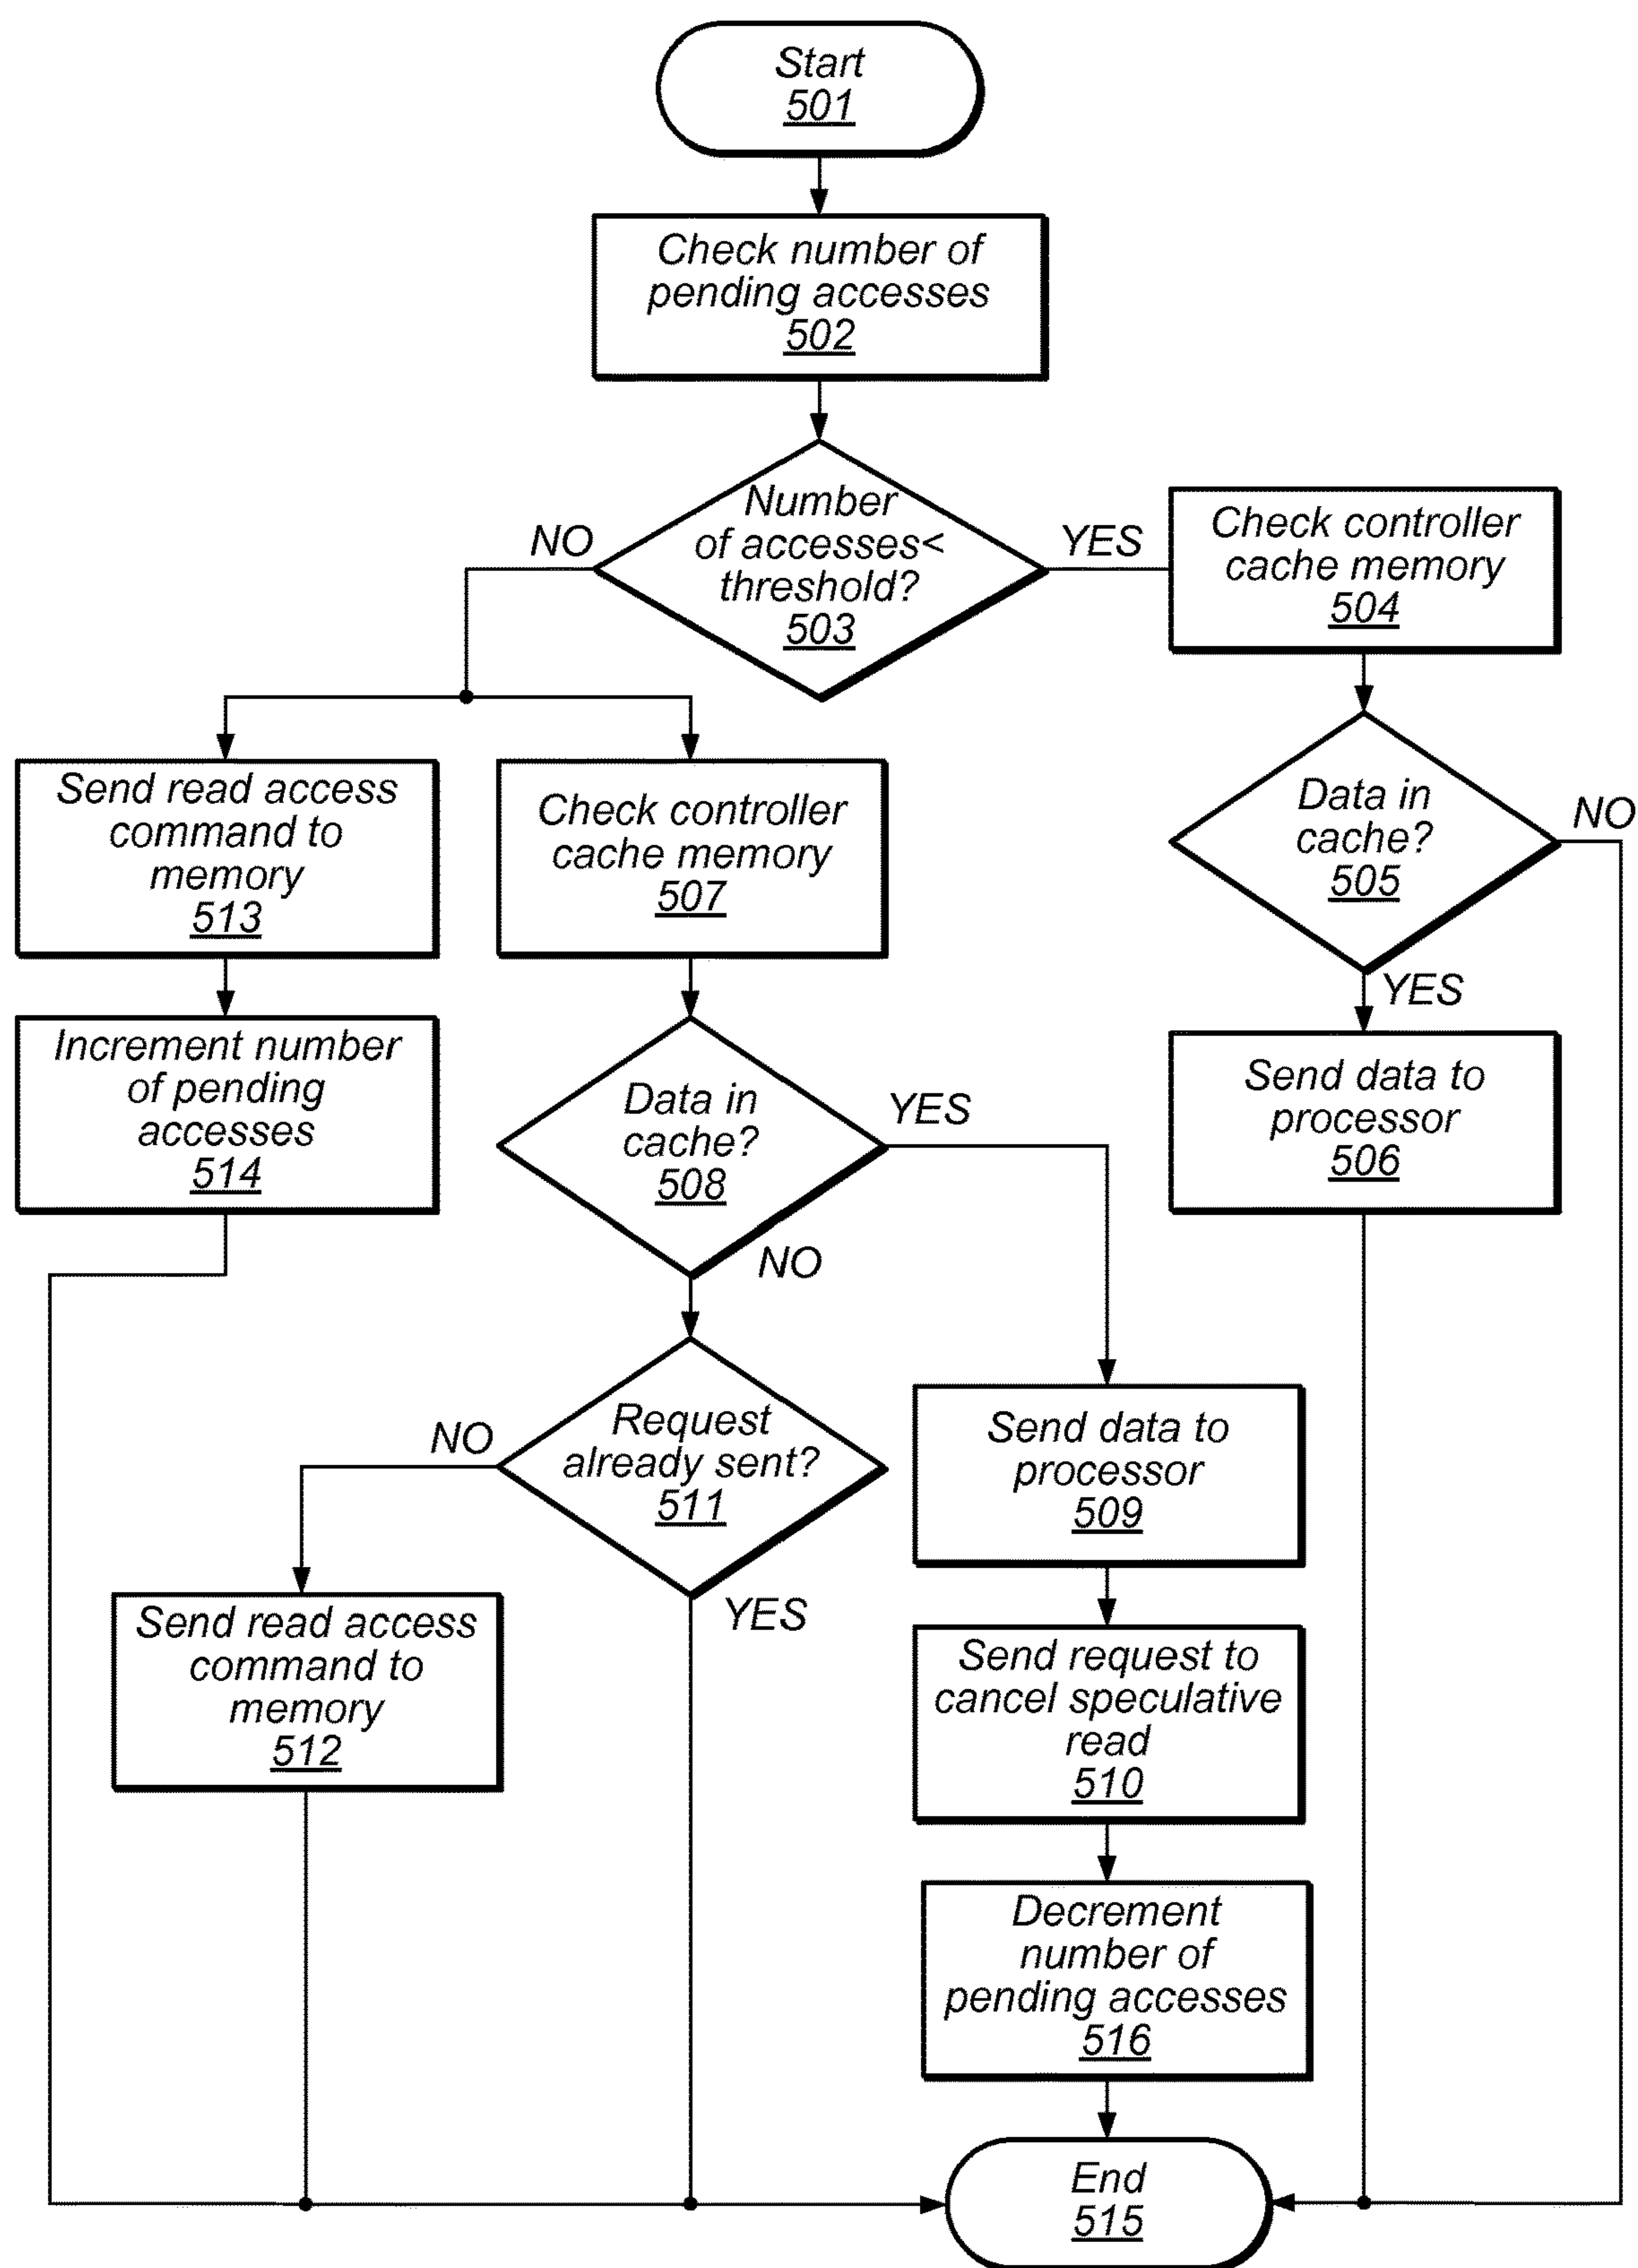 Start
501
Check number of
pending accesses
502
Number
of accesses<
threshold?
503
NO
YES
Check controller
cache memory
504
Data in
cache?
505
NO
YES
Send data to
processor
506
Send read access
command to
memory
513
Increment number
of pending
accesses
514
Check controller
cache memory
507
Data in
cache?
508
YES
NO
Request
already sent?
511
NO
YES
Send read access
command to
memory
512
Send data to
processor
509
Send request to
cancel speculative
read
510
Decrement
number of
pending accesses
516
End
515